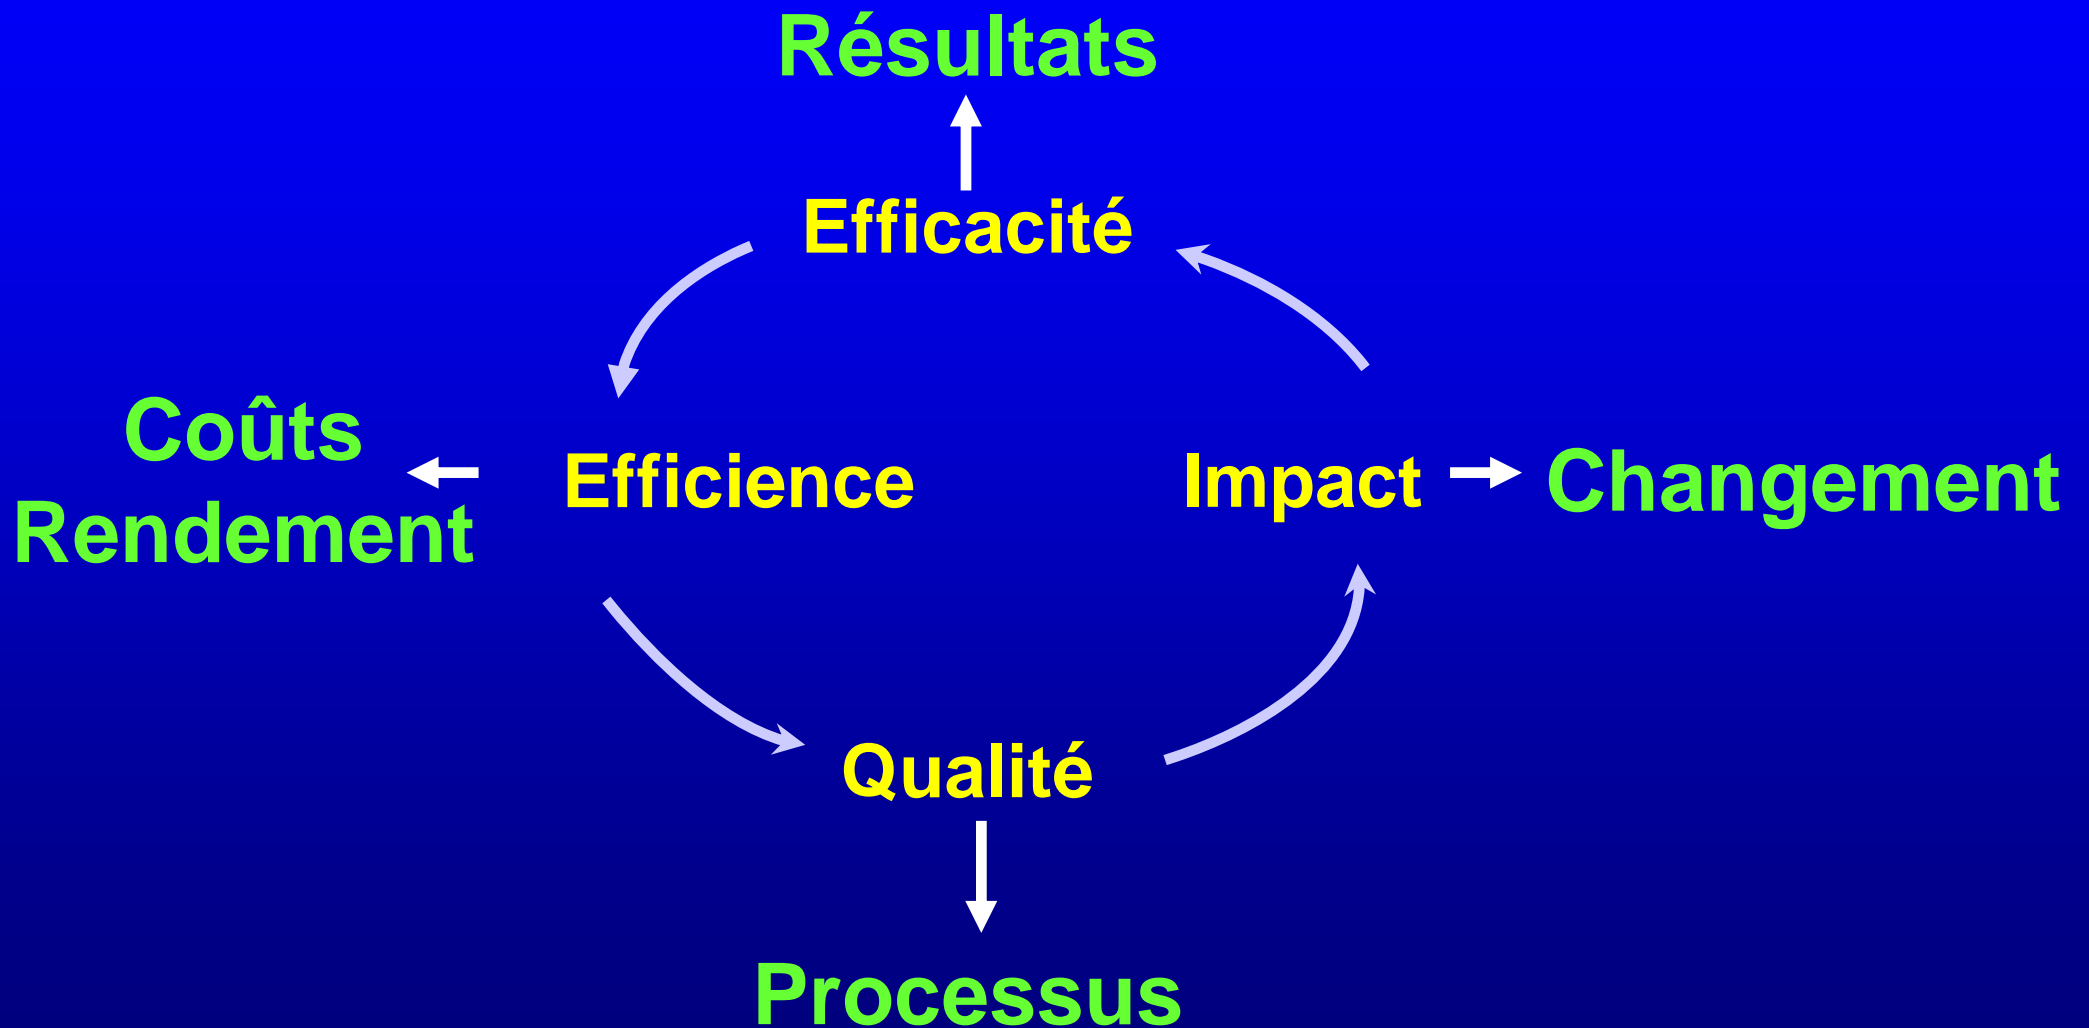 Résultats
Efficacité
Coûts
Rendement
Efficience
Impact
Changement
Qualité
Processus